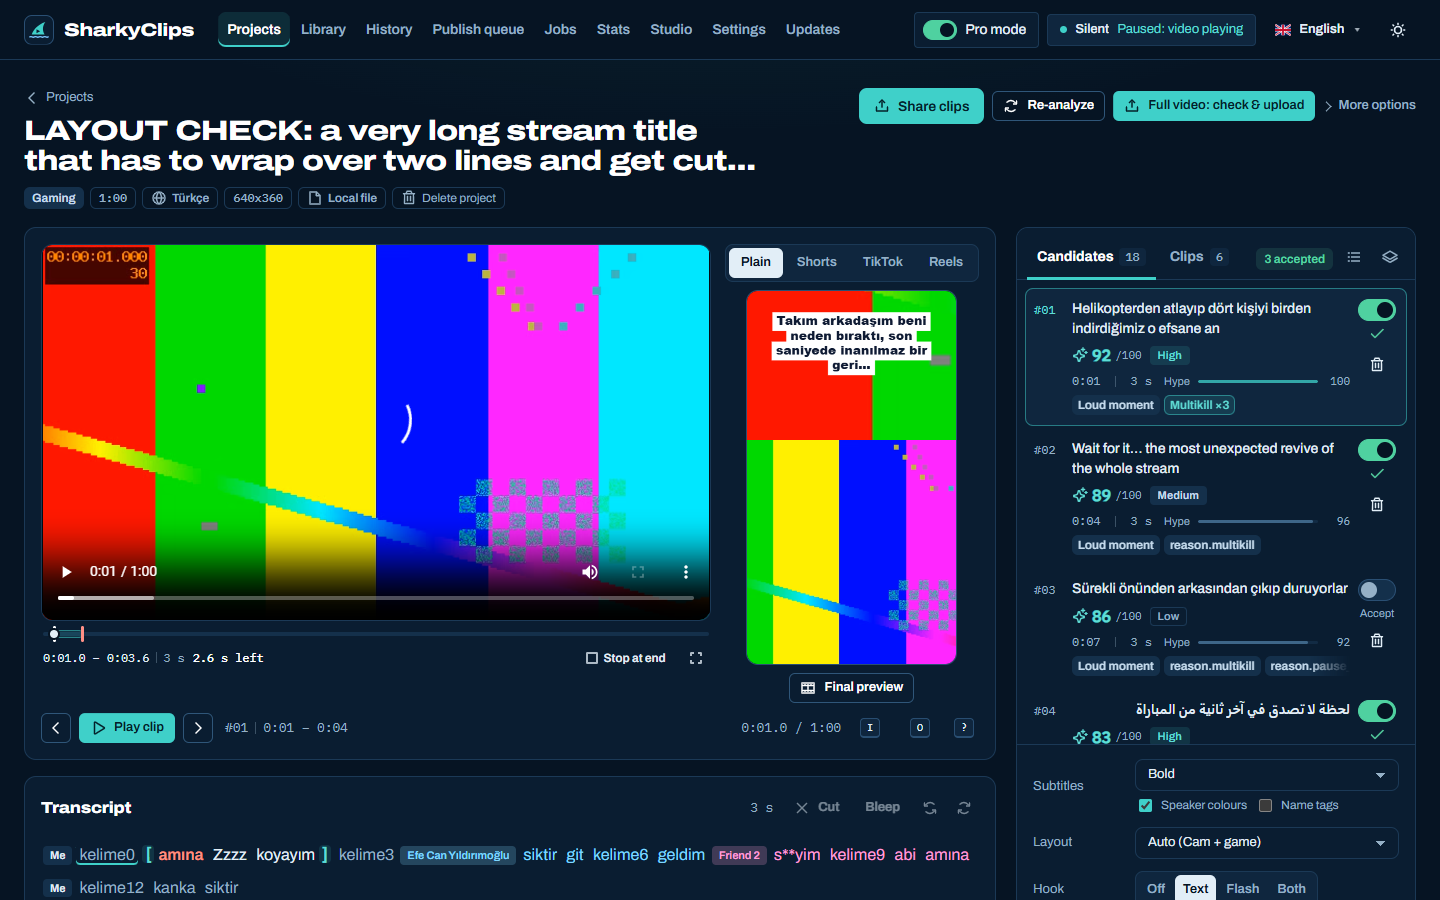 SharkyClips
Projects Library History Publish queue Jobs Stats Studio Settings Updates
Pro mode
Silent Paused: video playing
English
Projects
LAYOUT CHECK: a very long stream title
that has to wrap over two lines and get cut...
Share clips
Re-analyze
Full video: check & upload
More options
Gaming 1:00 Türkçe 640x360 Local file Delete project
00:00:01.000
30
0:01 / 1:00
0:01.0 – 0:03.6 3 s 2.6 s left
Stop at end
Play clip
#01 0:01 – 0:04
Plain Shorts TikTok Reels
Takım arkadaşım beni
neden bıraktı, son
saniyede inanılmaz bir
geri...
Final preview
0:01.0 / 1:00 I O ?
Transcript
3 s Cut Bleep
Me kelime0 [ amına Zzzz koyayım ] kelime3 Efe Can Yıldırımoğlu siktir git kelime6 geldim Friend 2 s**yim kelime9 abi amına
Me kelime12 kanka siktir
Candidates 18 Clips 6 3 accepted
#01 Helikopterden atlayıp dört kişiyi birden
indirdiğimiz o efsane an
92 /100 High
0:01 3 s Hype 100
Loud moment Multikill ×3
#02 Wait for it... the most unexpected revive of
the whole stream
89 /100 Medium
0:04 3 s Hype 96
Loud moment reason.multikill
#03 Sürekli önünden arkasından çıkıp duruyorlar
86 /100 Low
Accept
0:07 3 s Hype 92
Loud moment reason.multikill reason.pause
#04 لحظة لا تصدق في آخر ثانية من المباراة
83 /100 High
Subtitles Bold
Speaker colours Name tags
Layout Auto (Cam + game)
Hook Off Text Flash Both